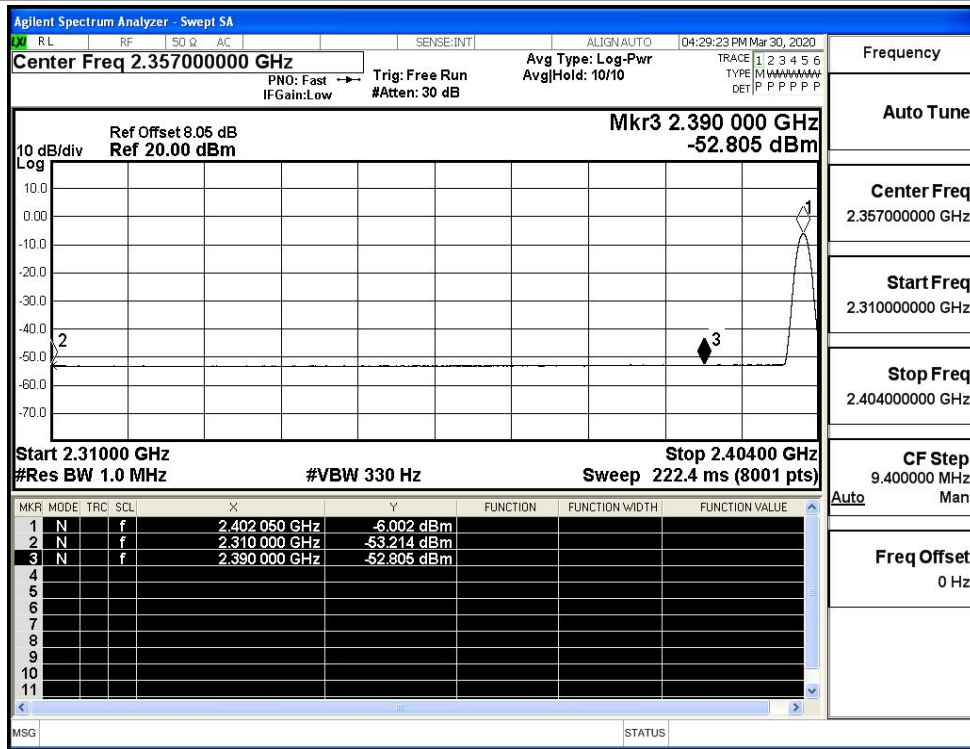 Agilent Spectrum Analyzer - Swept SA
LXI RL RF 50 Ω AC SENSE:INT ALIGN AUTO 04:29:23 PM Mar 30, 2020
Center Freq 2.357000000 GHz
PNO: Fast
IFGain:Low
Trig: Free Run
#Atten: 30 dB
Avg Type: Log-Pwr
Avg|Hold: 10/10
TRACE 1 2 3 4 5 6
TYPE M WWWWW
DET P P P P P P
Ref Offset 8.05 dB
10 dB/div Ref 20.00 dBm
Log
Mkr3 2.390 000 GHz
-52.805 dBm
10.0
0.00
-10.0
-20.0
-30.0
-40.0
-50.0
-60.0
-70.0
1
2
3
Start 2.31000 GHz Stop 2.40400 GHz
#Res BW 1.0 MHz #VBW 330 Hz Sweep 222.4 ms (8001 pts)
MKR MODE TRC SCL X Y FUNCTION FUNCTION WIDTH FUNCTION VALUE
1 N f 2.402 050 GHz -6.002 dBm
2 N f 2.310 000 GHz -53.214 dBm
3 N f 2.390 000 GHz -52.805 dBm
4
5
6
7
8
9
10
11
MSG STATUS
Frequency
Auto Tune
Center Freq
2.357000000 GHz
Start Freq
2.310000000 GHz
Stop Freq
2.404000000 GHz
CF Step
9.400000 MHz
Auto Man
Freq Offset
0 Hz